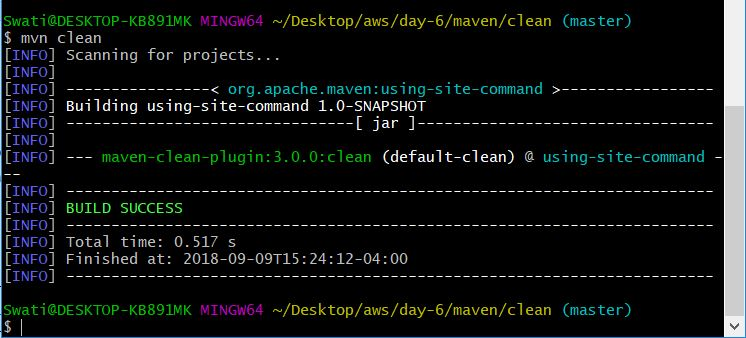 Swati@DESKTOP-KB891MK MINGW64 ~/Desktop/aws/day-6/maven/clean (master)
$ mvn clean
[INFO] Scanning for projects...
[INFO]
[INFO] ----------------< org.apache.maven:using-site-command >-----------------
[INFO] Building using-site-command 1.0-SNAPSHOT
[INFO] --------------------------------[ jar ]---------------------------------
[INFO]
[INFO] --- maven-clean-plugin:3.0.0:clean (default-clean) @ using-site-command -
--
[INFO] ------------------------------------------------------------------------
[INFO] BUILD SUCCESS
[INFO] ------------------------------------------------------------------------
[INFO] Total time: 0.517 s
[INFO] Finished at: 2018-09-09T15:24:12-04:00
[INFO] ------------------------------------------------------------------------
Swati@DESKTOP-KB891MK MINGW64 ~/Desktop/aws/day-6/maven/clean (master)
$